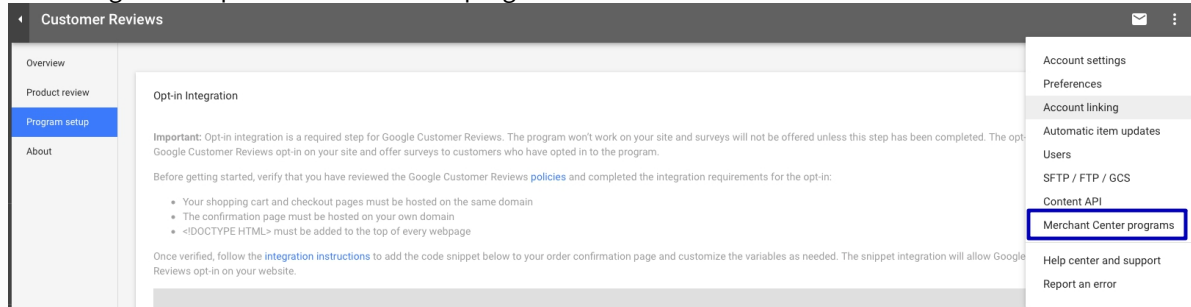 Customer Reviews
Overview
Product review
Program setup
About
Opt-in Integration
Important: Opt-in integration is a required step for Google Customer Reviews. The program won't work on your site and surveys will not be offered unless this step has been completed. The opt-
Google Customer Reviews opt-in on your site and offer surveys to customers who have opted in to the program.
Before getting started, verify that you have reviewed the Google Customer Reviews policies and completed the integration requirements for the opt-in:
• Your shopping cart and checkout pages must be hosted on the same domain
• The confirmation page must be hosted on your own domain
• <!DOCTYPE HTML> must be added to the top of every webpage
Once verified, follow the integration instructions to add the code snippet below to your order confirmation page and customize the variables as needed. The snippet integration will allow Google
Reviews opt-in on your website.
Account settings
Preferences
Account linking
Automatic item updates
Users
SFTP / FTP / GCS
Content API
Merchant Center programs
Help center and support
Report an error